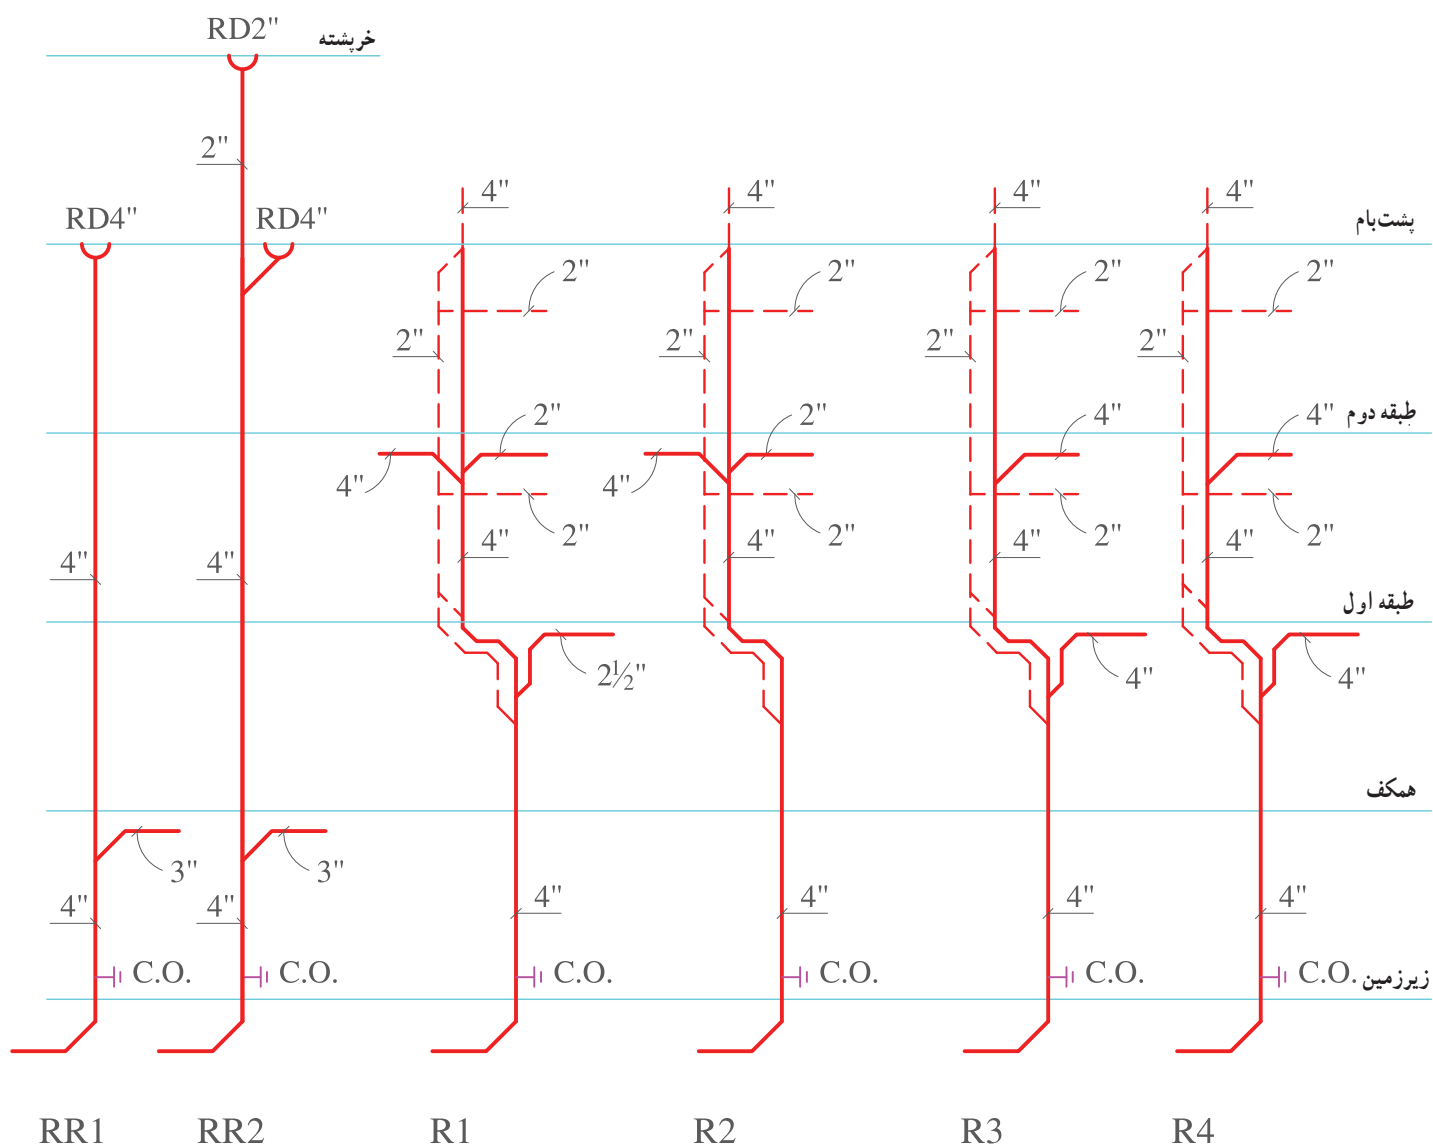 RD2" خرپشته
2"
RD4" RD4" 4" 4" 4" 4" پشت‌بام
2" 2" 2" 2"
2" 2" 2" 2"
2" 2" 4" 4" طبقه دوم
4" 4"
2" 2" 2" 2"
4" 4" 4" 4"
4" 4"
طبقه اول
2½" 4" 4"
همکف
3" 3"
4" 4" 4" 4" 4" 4"
C.O. C.O. C.O. C.O. C.O. C.O. زیرزمین
RR1 RR2 R1 R2 R3 R4